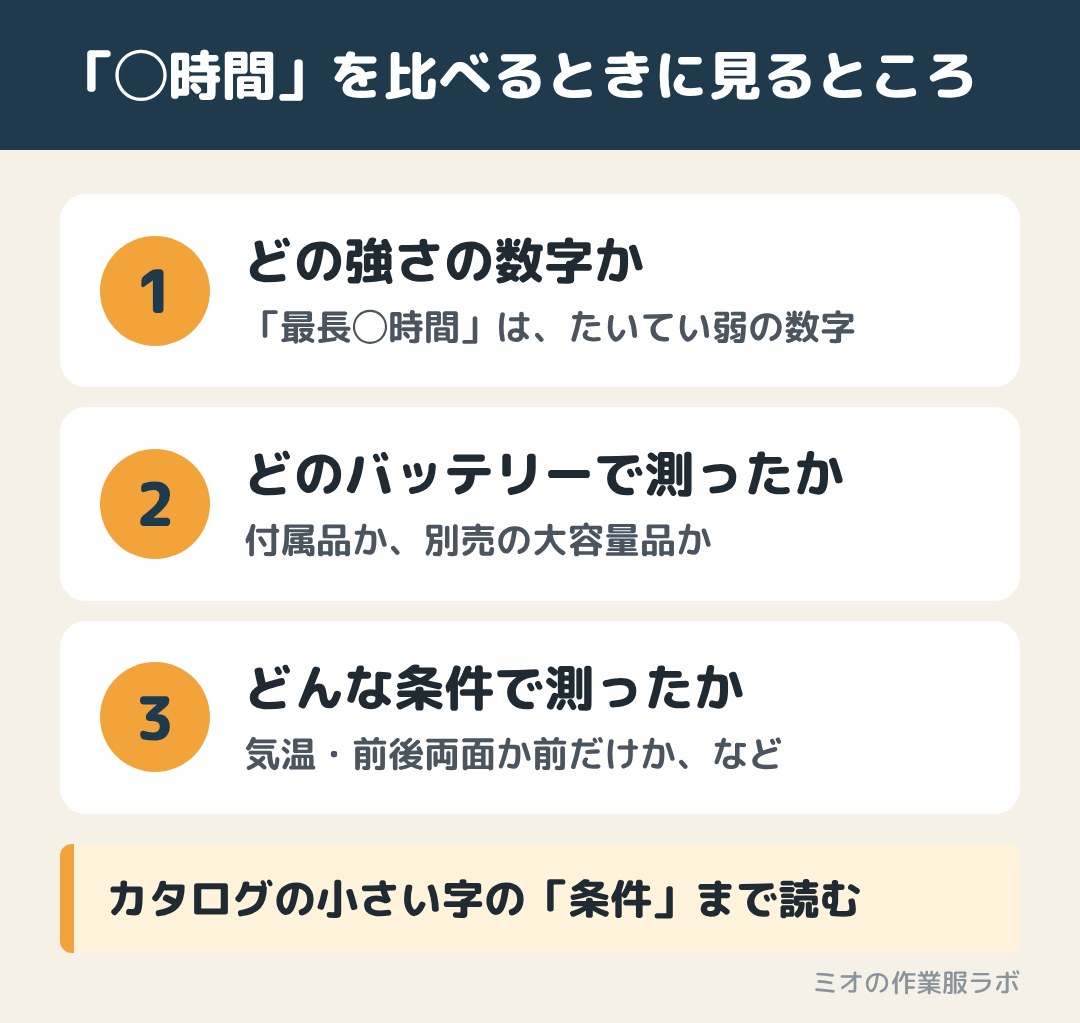 「◯時間」を比べるときに見るところ
1
どの強さの数字か
「最長◯時間」は、たいてい弱の数字
2
どのバッテリーで測ったか
付属品か、別売の大容量品か
3
どんな条件で測ったか
気温・前後両面か前だけか、など
カタログの小さい字の「条件」まで読む
ミオの作業服ラボ